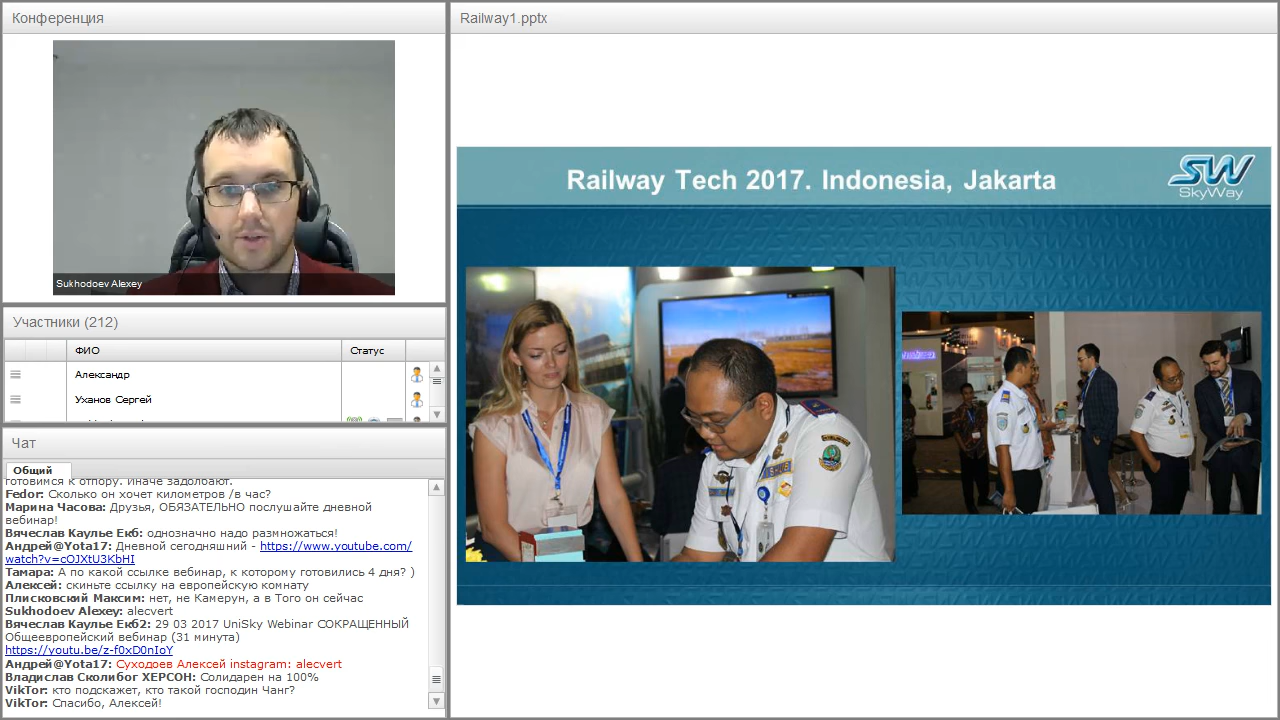 Конференция
Sukhodoev Alexey
Участники (212)
ФИО
Статус
Александр
Уханов Сергей
Чат
Общий
готовимся к отпору. Иначе задолбают.
Fedor: Сколько он хочет километров /в час?
Марина Часова: Друзья, ОБЯЗАТЕЛЬНО послушайте дневной
вебинар!
Вячеслав Каулье Екб: однозначно надо размножаться!
Андрей@Yota17: Дневной сегодняшний - https://www.youtube.com/
watch?v=cOJXtU3KbHI
Тамара: А по какой ссылке вебинар, к которому готовились 4 дня? )
Алексей: скиньте ссылку на европейскую комнату
Плисковский Максим: нет, не Камерун, а в Того он сейчас
Sukhodoev Alexey: alecvert
Вячеслав Каулье Екб2: 29 03 2017 UniSky Webinar СОКРАЩЕННЫЙ
Общеевропейский вебинар (31 минута)
https://youtu.be/z-f0xD0nIoY
Андрей@Yota17: Суходоев Алексей instagram: alecvert
Владислав Сколибог ХЕРСОН: Солидарен на 100%
VikTor: кто подскажет, кто такой господин Чанг?
VikTor: Спасибо, Алексей!
Railway1.pptx
Railway Tech 2017. Indonesia, Jakarta
SW
SkyWay